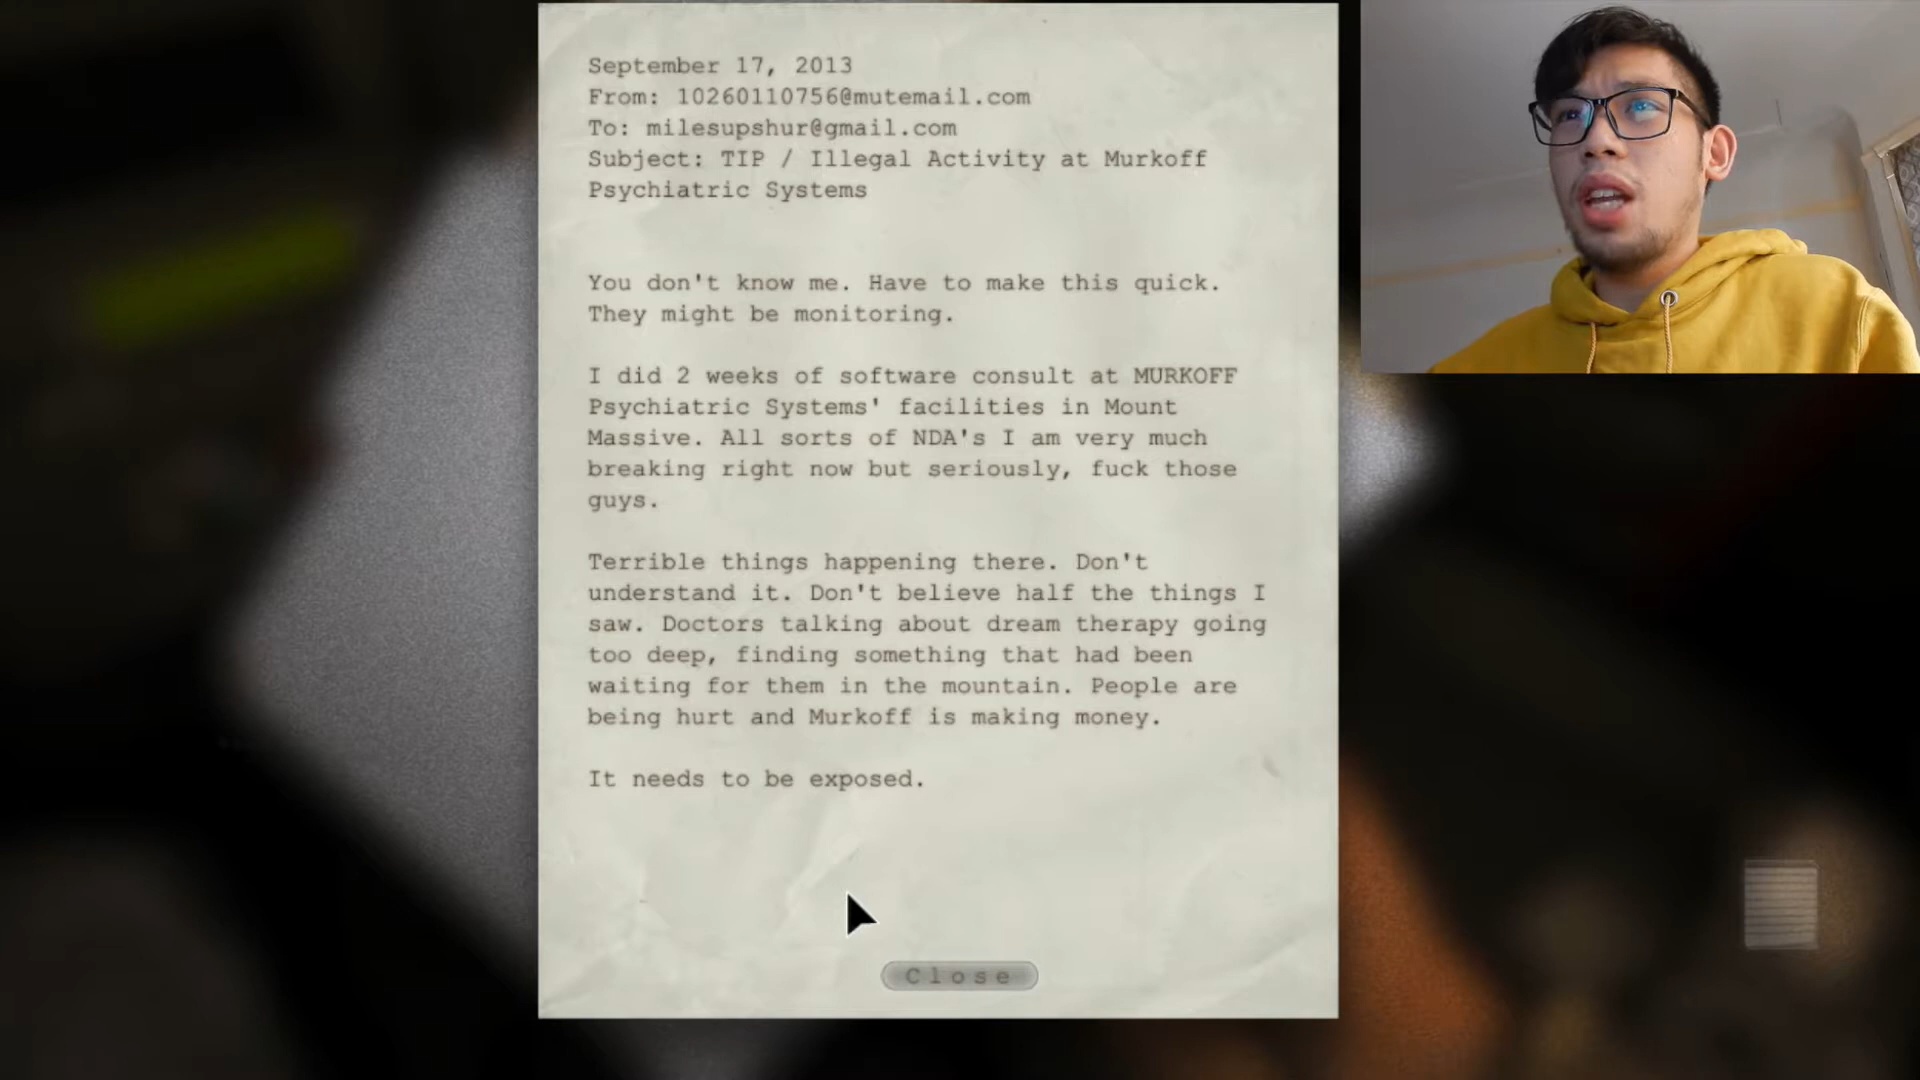 September 17, 2013
From: 10260110756@mutemail.com
To: milesupshur@gmail.com
Subject: TIP / Illegal Activity at Murkoff
Psychiatric Systems
You don't know me. Have to make this quick.
They might be monitoring.
I did 2 weeks of software consult at MURKOFF
Psychiatric Systems' facilities in Mount
Massive. All sorts of NDA's I am very much
breaking right now but seriously, fuck those
guys.
Terrible things happening there. Don't
understand it. Don't believe half the things I
saw. Doctors talking about dream therapy going
too deep, finding something that had been
waiting for them in the mountain. People are
being hurt and Murkoff is making money.
It needs to be exposed.
Close